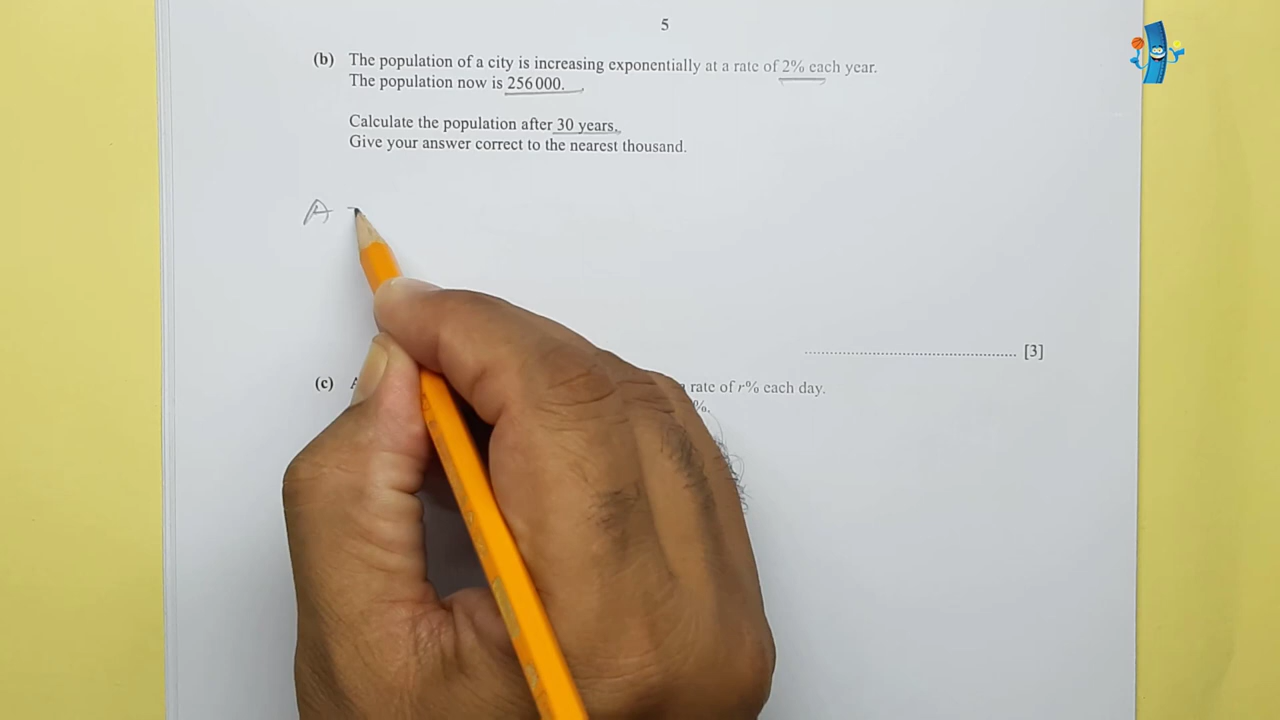 5
(b) The population of a city is increasing exponentially at a rate of 2% each year.
The population now is 256 000.
Calculate the population after 30 years.
Give your answer correct to the nearest thousand.
A
[3]
(c) rate of r% each day.
%.